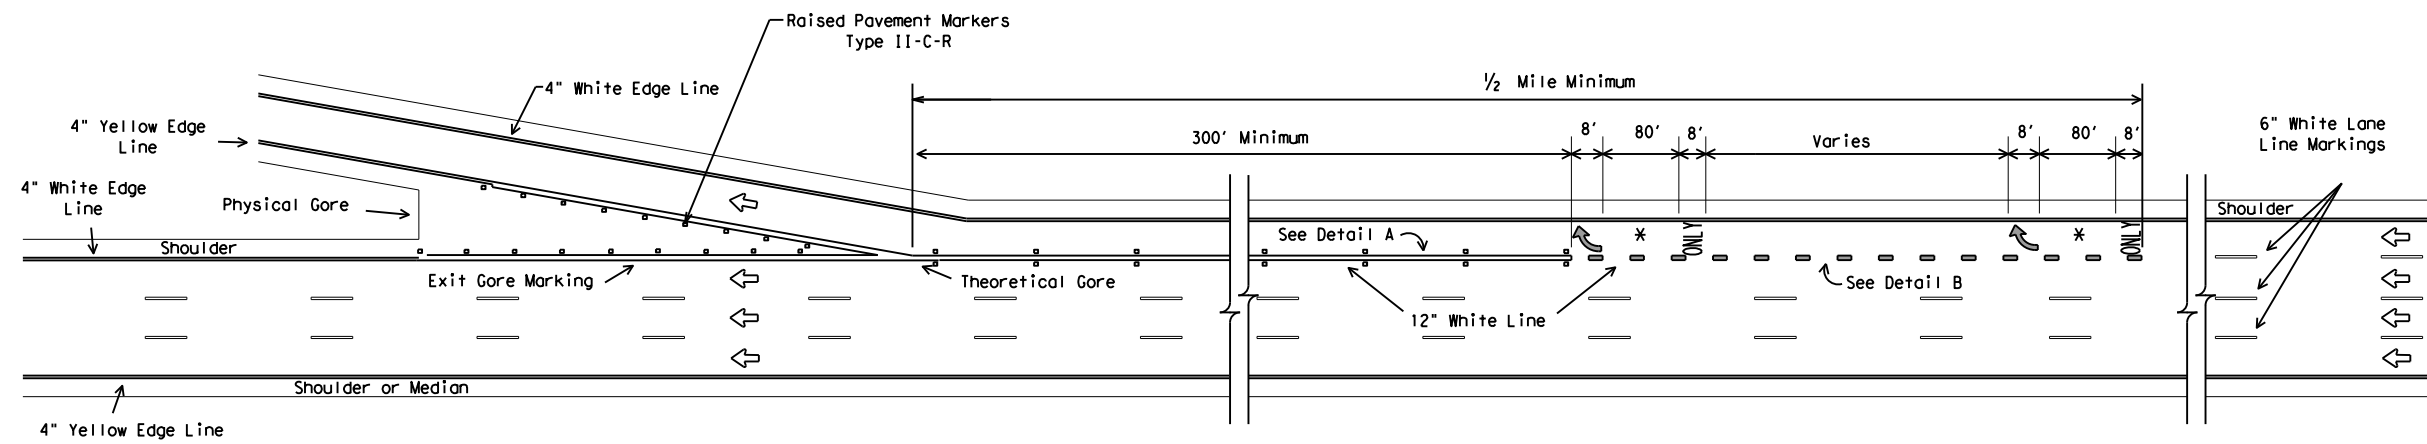 Raised Pavement Markers
Type II-C-R
1/2 Mile Minimum
4" White Edge Line
4" Yellow Edge
Line
300' Minimum
8'
80'
8'
Varies
8'
80'
8'
6" White Lane
Line Markings
4" White Edge
Line
Physical Gore
Shoulder
Shoulder
See Detail A
*
ONLY
*
ONLY
Exit Gore Marking
Theoretical Gore
See Detail B
12" White Line
Shoulder or Median
4" Yellow Edge Line